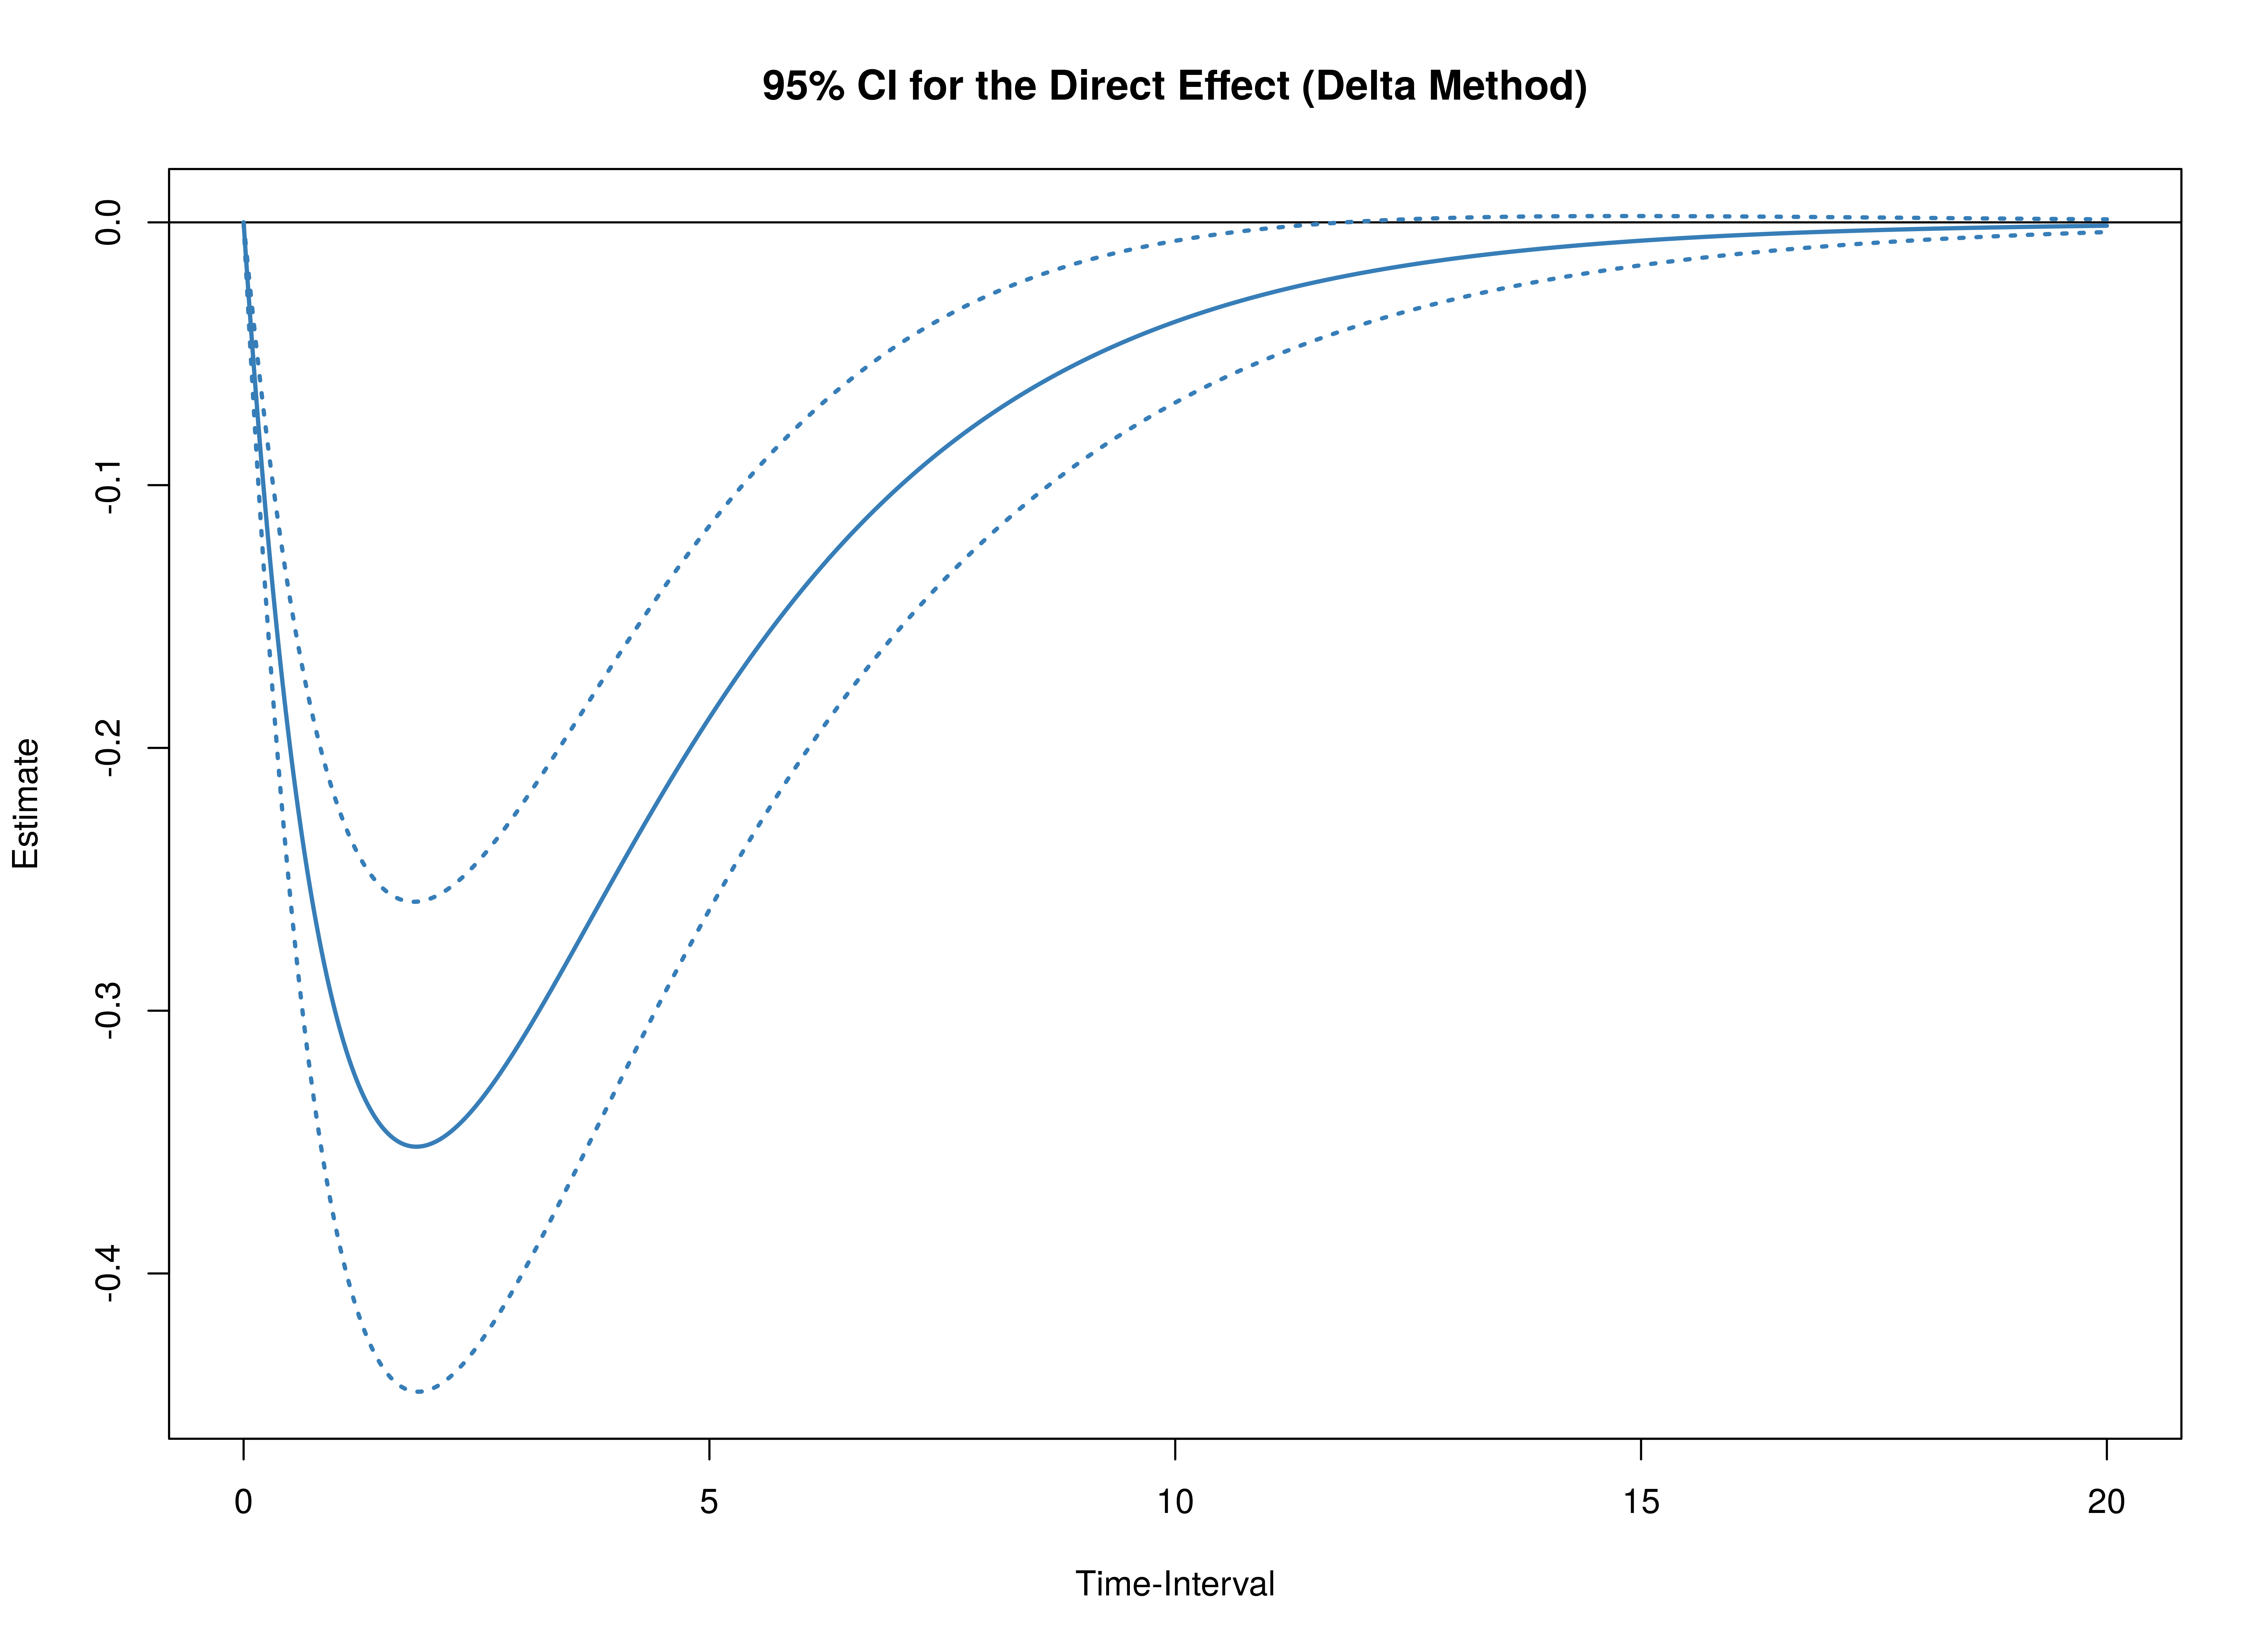 95% CI for the Direct Effect (Delta Method)
Estimate
0.0
-0.1
-0.2
-0.3
-0.4
0 5 10 15 20
Time-Interval